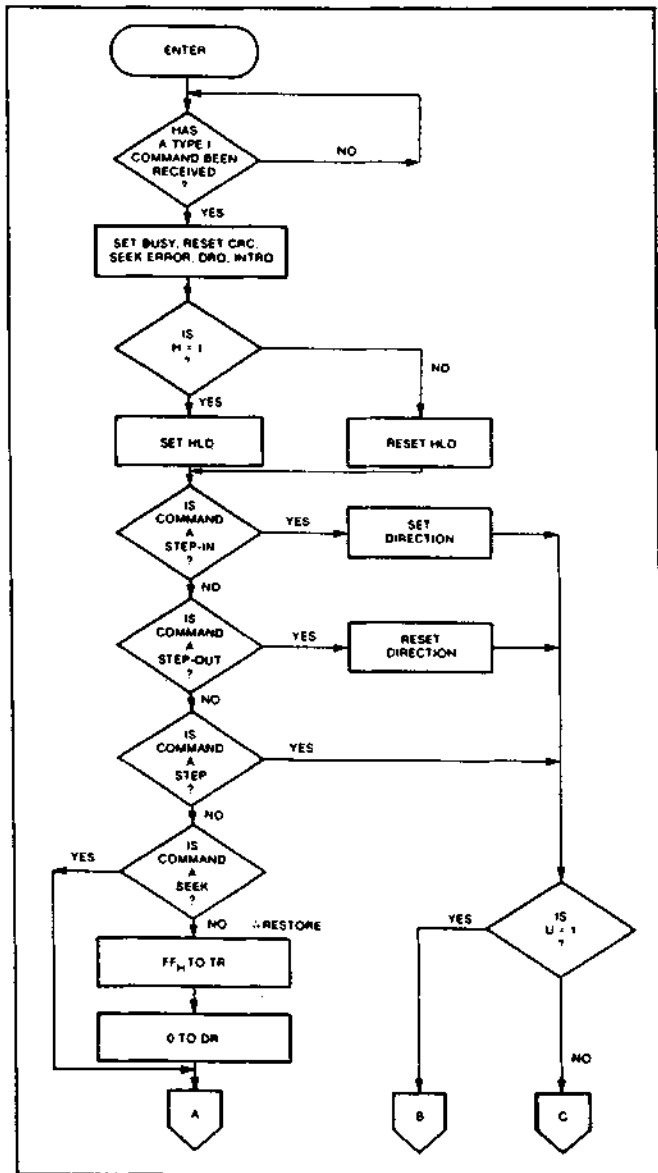 ENTER
HAS
A TYPE I
COMMAND BEEN
RECEIVED
?
NO
YES
SET BUSY, RESET CRC,
SEEK ERROR, DRQ, INTRQ
IS
H = 1
?
NO
YES
SET HLD
RESET HLD
IS
COMMAND
A
STEP-IN
?
YES
SET
DIRECTION
NO
IS
COMMAND
A
STEP-OUT
?
YES
RESET
DIRECTION
NO
IS
COMMAND
A
STEP
?
YES
NO
IS
COMMAND
A
SEEK
?
YES
NO ∴ RESTORE
FFH TO TR
0 TO DR
A
IS
U = 1
?
YES
NO
B
C